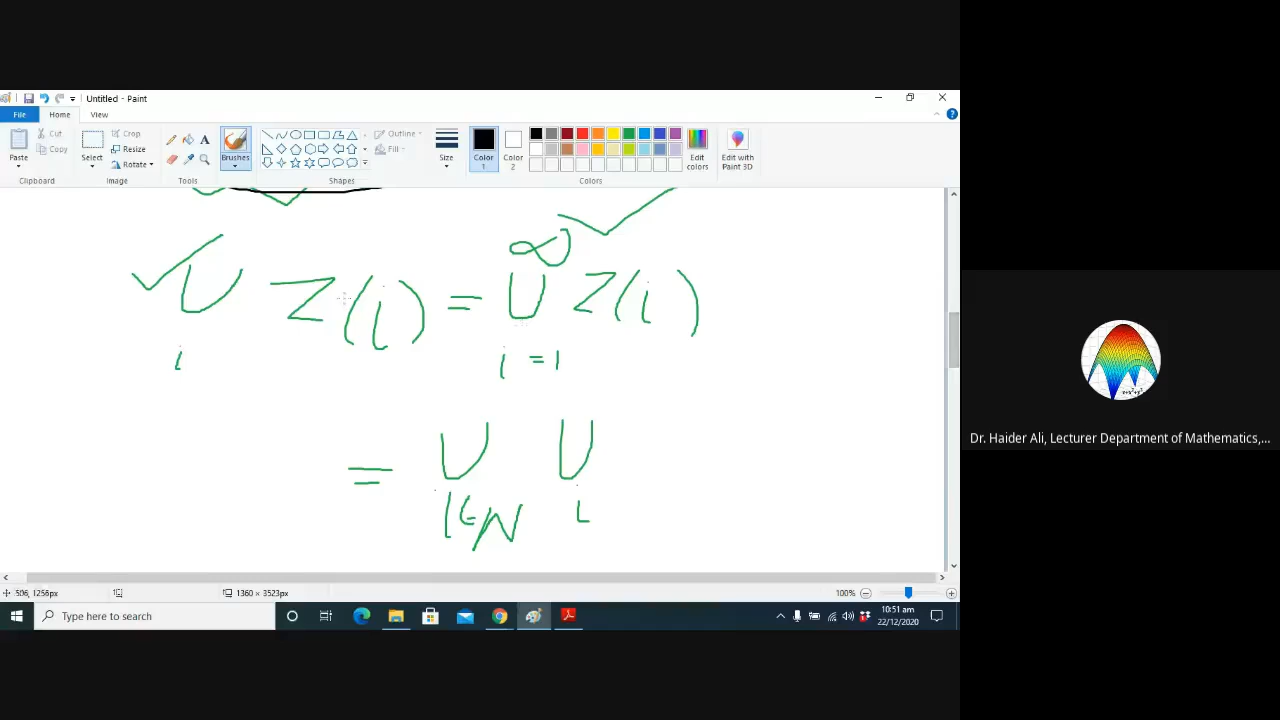 Untitled - Paint
File Home View
Paste Cut Copy Select Crop Resize Rotate A Brushes Outline Fill Size Color 1 Color 2 Edit colors Edit with Paint 3D
Clipboard Image Tools Shapes Colors
∞
∪ Z(i) = ∪ Z(i)
i i = 1
= ∪ ∪
i∈N i
506, 1256px 1360 × 3523px 100%
Type here to search
10:51 am
22/12/2020
Dr. Haider Ali, Lecturer Department of Mathematics,...